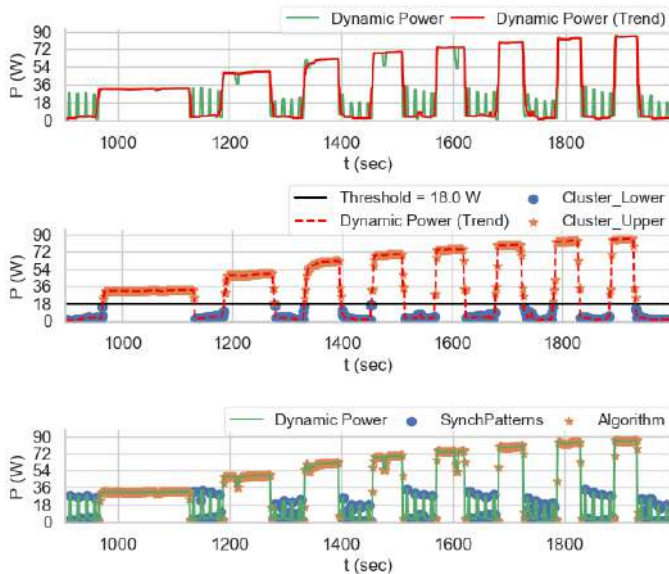 Dynamic Power Dynamic Power (Trend)
90
72
54
36
18
0
P (W)
1000 1200 1400 1600 1800
t (sec)
Threshold = 18.0 W Cluster_Lower
Dynamic Power (Trend) Cluster_Upper
90
72
54
36
18
0
P (W)
1000 1200 1400 1600 1800
t (sec)
Dynamic Power SynchPatterns Algorithm
90
72
54
36
18
0
P (W)
1000 1200 1400 1600 1800
t (sec)